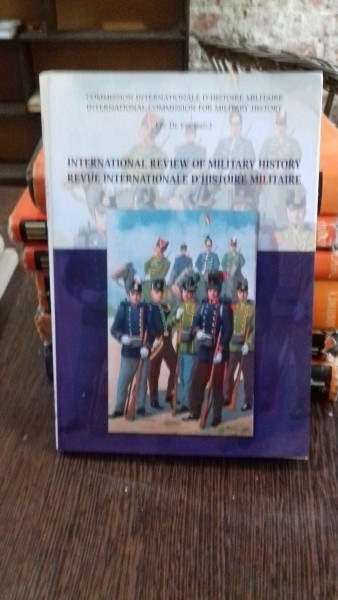 COMMISSION INTERNATIONALE D'HISTOIRE MILITAIRE
INTERNATIONAL COMMISSION FOR MILITARY HISTORY
INTERNATIONAL REVIEW OF MILITARY HISTORY
REVUE INTERNATIONALE D'HISTOIRE MILITAIRE